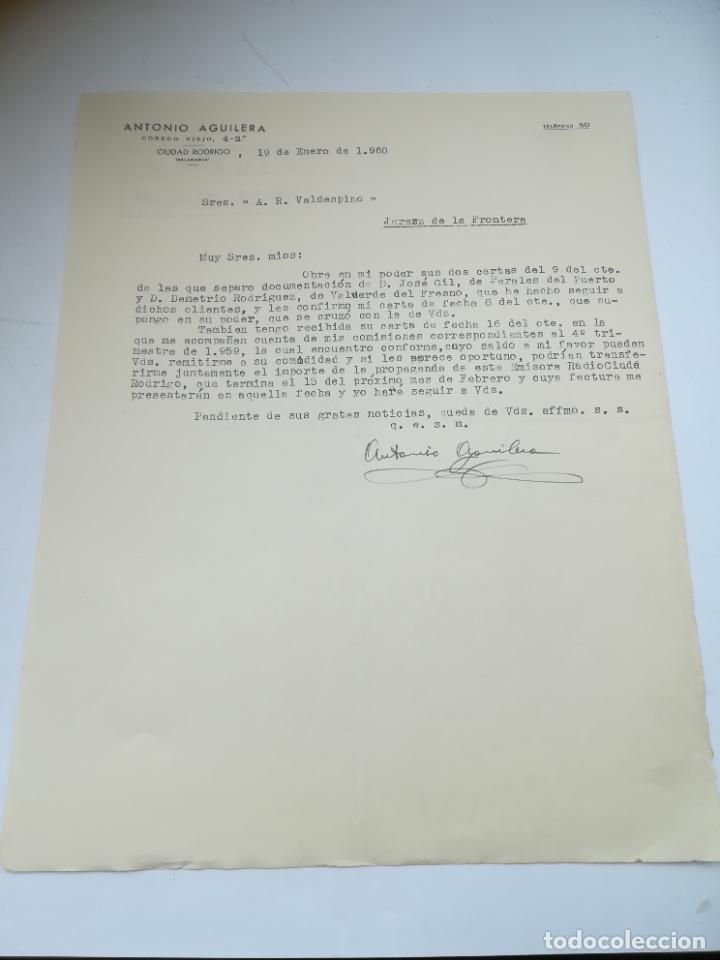 ANTONIO AGUILERA
CONEDO VIEJO, 4-2.º
CIUDAD RODRIGO
(SALAMANCA)
TELÉFONO 50
, 19 de Enero de 1.960
Sres. " A. R. Valdespino "
Jerezz de la Frontera
Muy Sres. mios:
Obra en mi poder sus dos cartas del 9 del cte.
de las que separo documentación de D. José Gil, de Perales del Puerto
y D. Demetrio Rodriguez, de Valverde del Fresno, que he hecho seguir a
dichos clientes, y les confirmo mi carta de fecha 8 del cte., que su-
pongo en su poder, que se cruzó con la de Vds.
Tambien tengo recibida su carta de fecha 16 del cte. en la
que me acompañan cuenta de mis comisiones correspondientes al 4º tri-
mestre de 1.959, la cual encuentro conforme,cuyo saldo a mi favor pueden
Vds. remitirme a su comodidad y si les parece oportuno, podrían transfe-
rirme juntamente el importe de la propaganda de esta Emisora RadioCiudá
Rodrigo, que termina el 15 del próximo mes de Febrero y cuya factura me
presentarán en aquella fecha y yo haré seguir a Vds.
Pendiente de sus gratas noticias, queda de Vds. affmo. s. s.
q. e. s. m.
Antonio Aguilera
todocoleccion